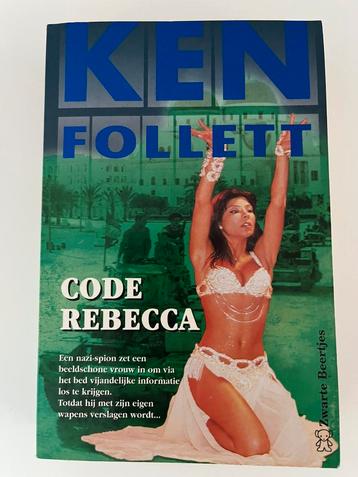 KEN
FOLLETT
CODE
REBECCA
Een nazi-spion zet een
beeldschone vrouw in om via
het bed vijandelijke informatie
los te krijgen.
Totdat hij met zijn eigen
wapens verslagen wordt...
Zwarte Beertjes